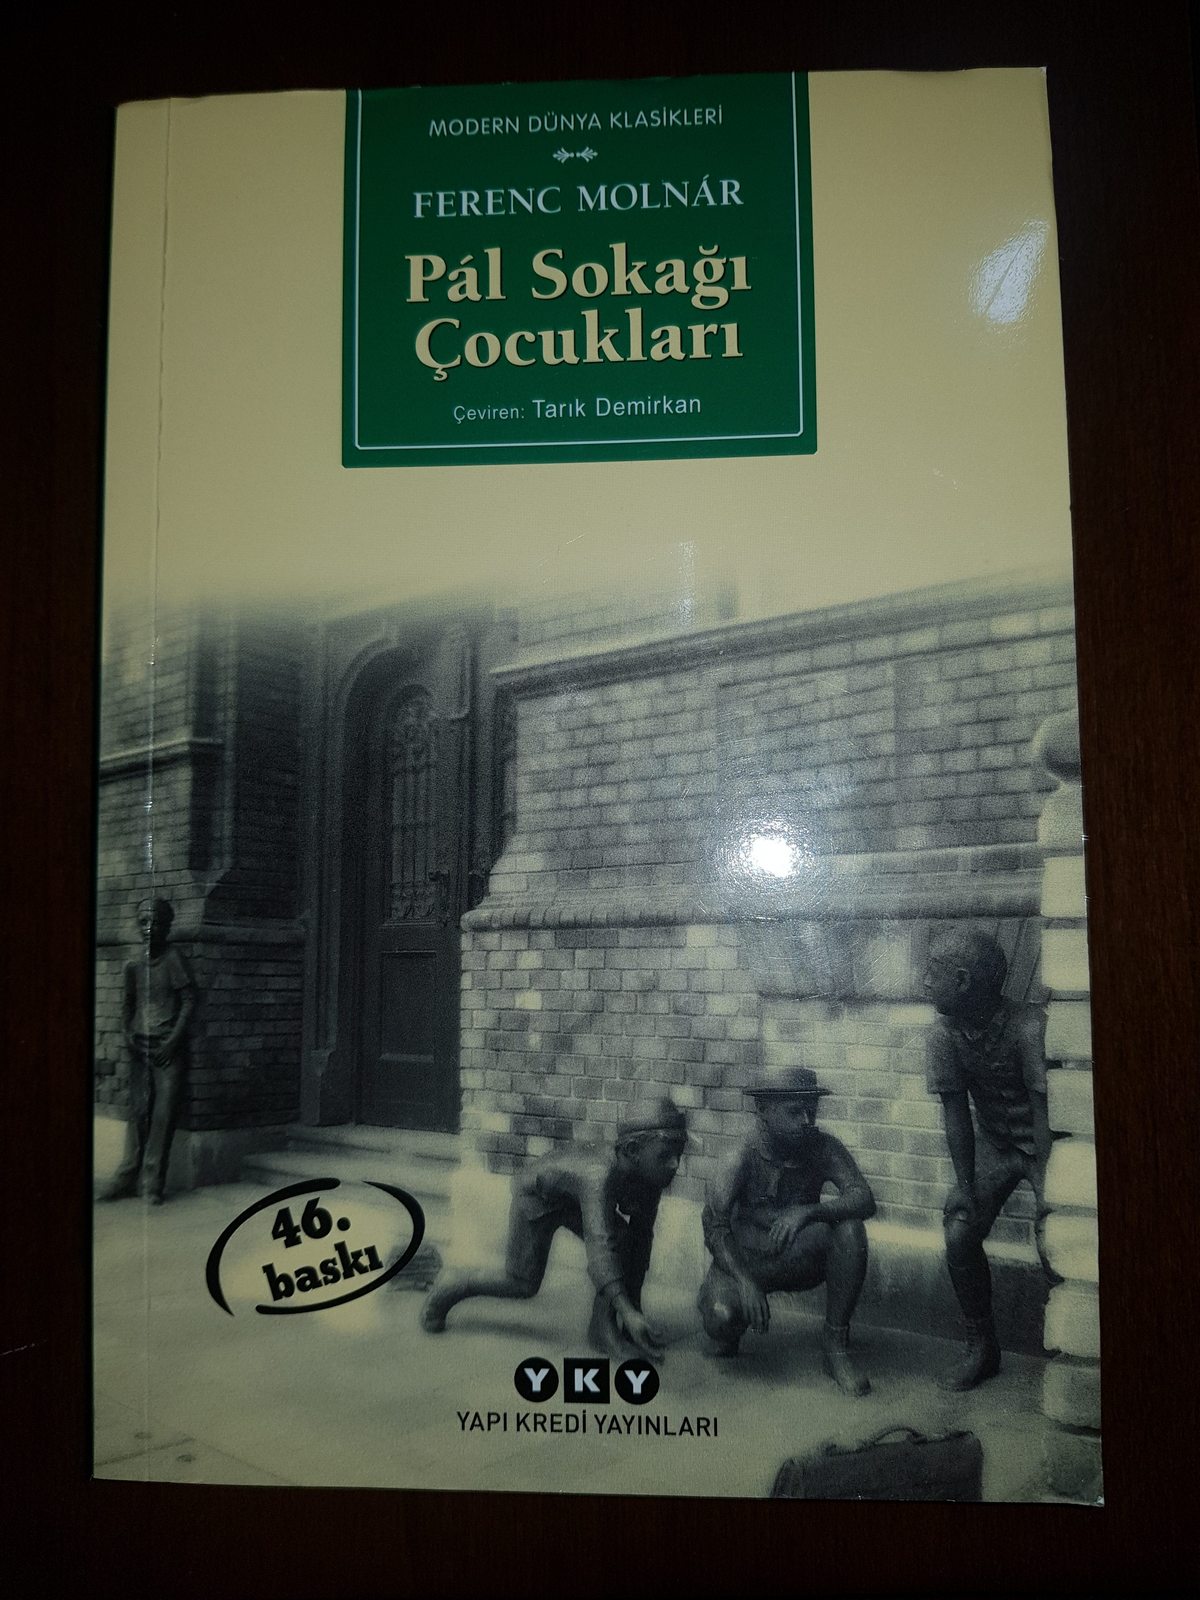 MODERN DÜNYA KLASİKLERİ
FERENC MOLNÁR
Pál Sokağı
Çocukları
Çeviren: Tarık Demirkan
46.
baskı
YKY
YAPI KREDİ YAYINLARI